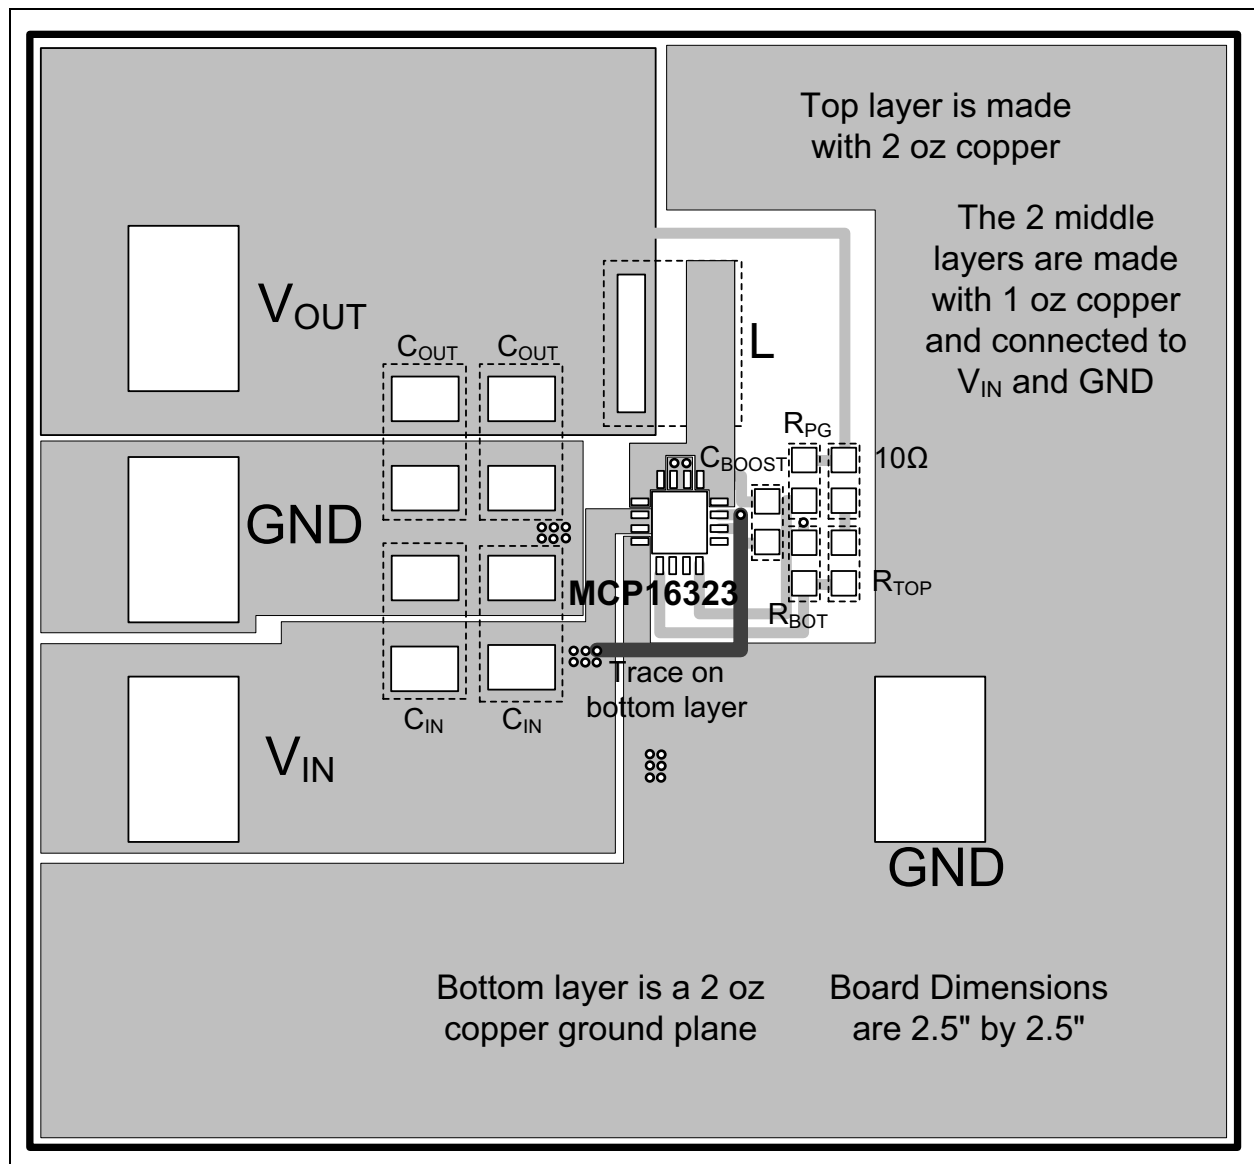 Top layer is made
with 2 oz copper
The 2 middle
layers are made
with 1 oz copper
and connected to
VIN and GND
VOUT
COUT
COUT
L
RPG
CBOOST
10Ω
GND
MCP16323
RTOP
RBOT
Trace on
bottom layer
CIN
CIN
VIN
GND
Bottom layer is a 2 oz
copper ground plane
Board Dimensions
are 2.5" by 2.5"